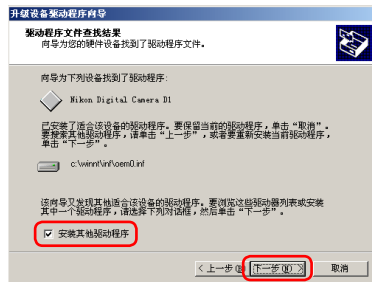 升级设备驱动程序向导
驱动程序文件查找结果
向导为您的硬件设备找到了驱动程序文件。
向导为下列设备找到了驱动程序:
Nikon Digital Camera D1
已安装了适合该设备的驱动程序。要保留当前的驱动程序，单击“取消”。
要搜索其他驱动程序，请单击“上一步”，或者要重新安装当前驱动程序，
单击“下一步”。
c:\winnt\inf\oem0.inf
该向导又发现其他适合该设备的驱动程序。要浏览这些驱动器列表或安装
其中一个驱动程序，请选择下列对话框，然后单击“下一步”。
安装其他驱动程序
< 上一步(B) 下一步(N) > 取消